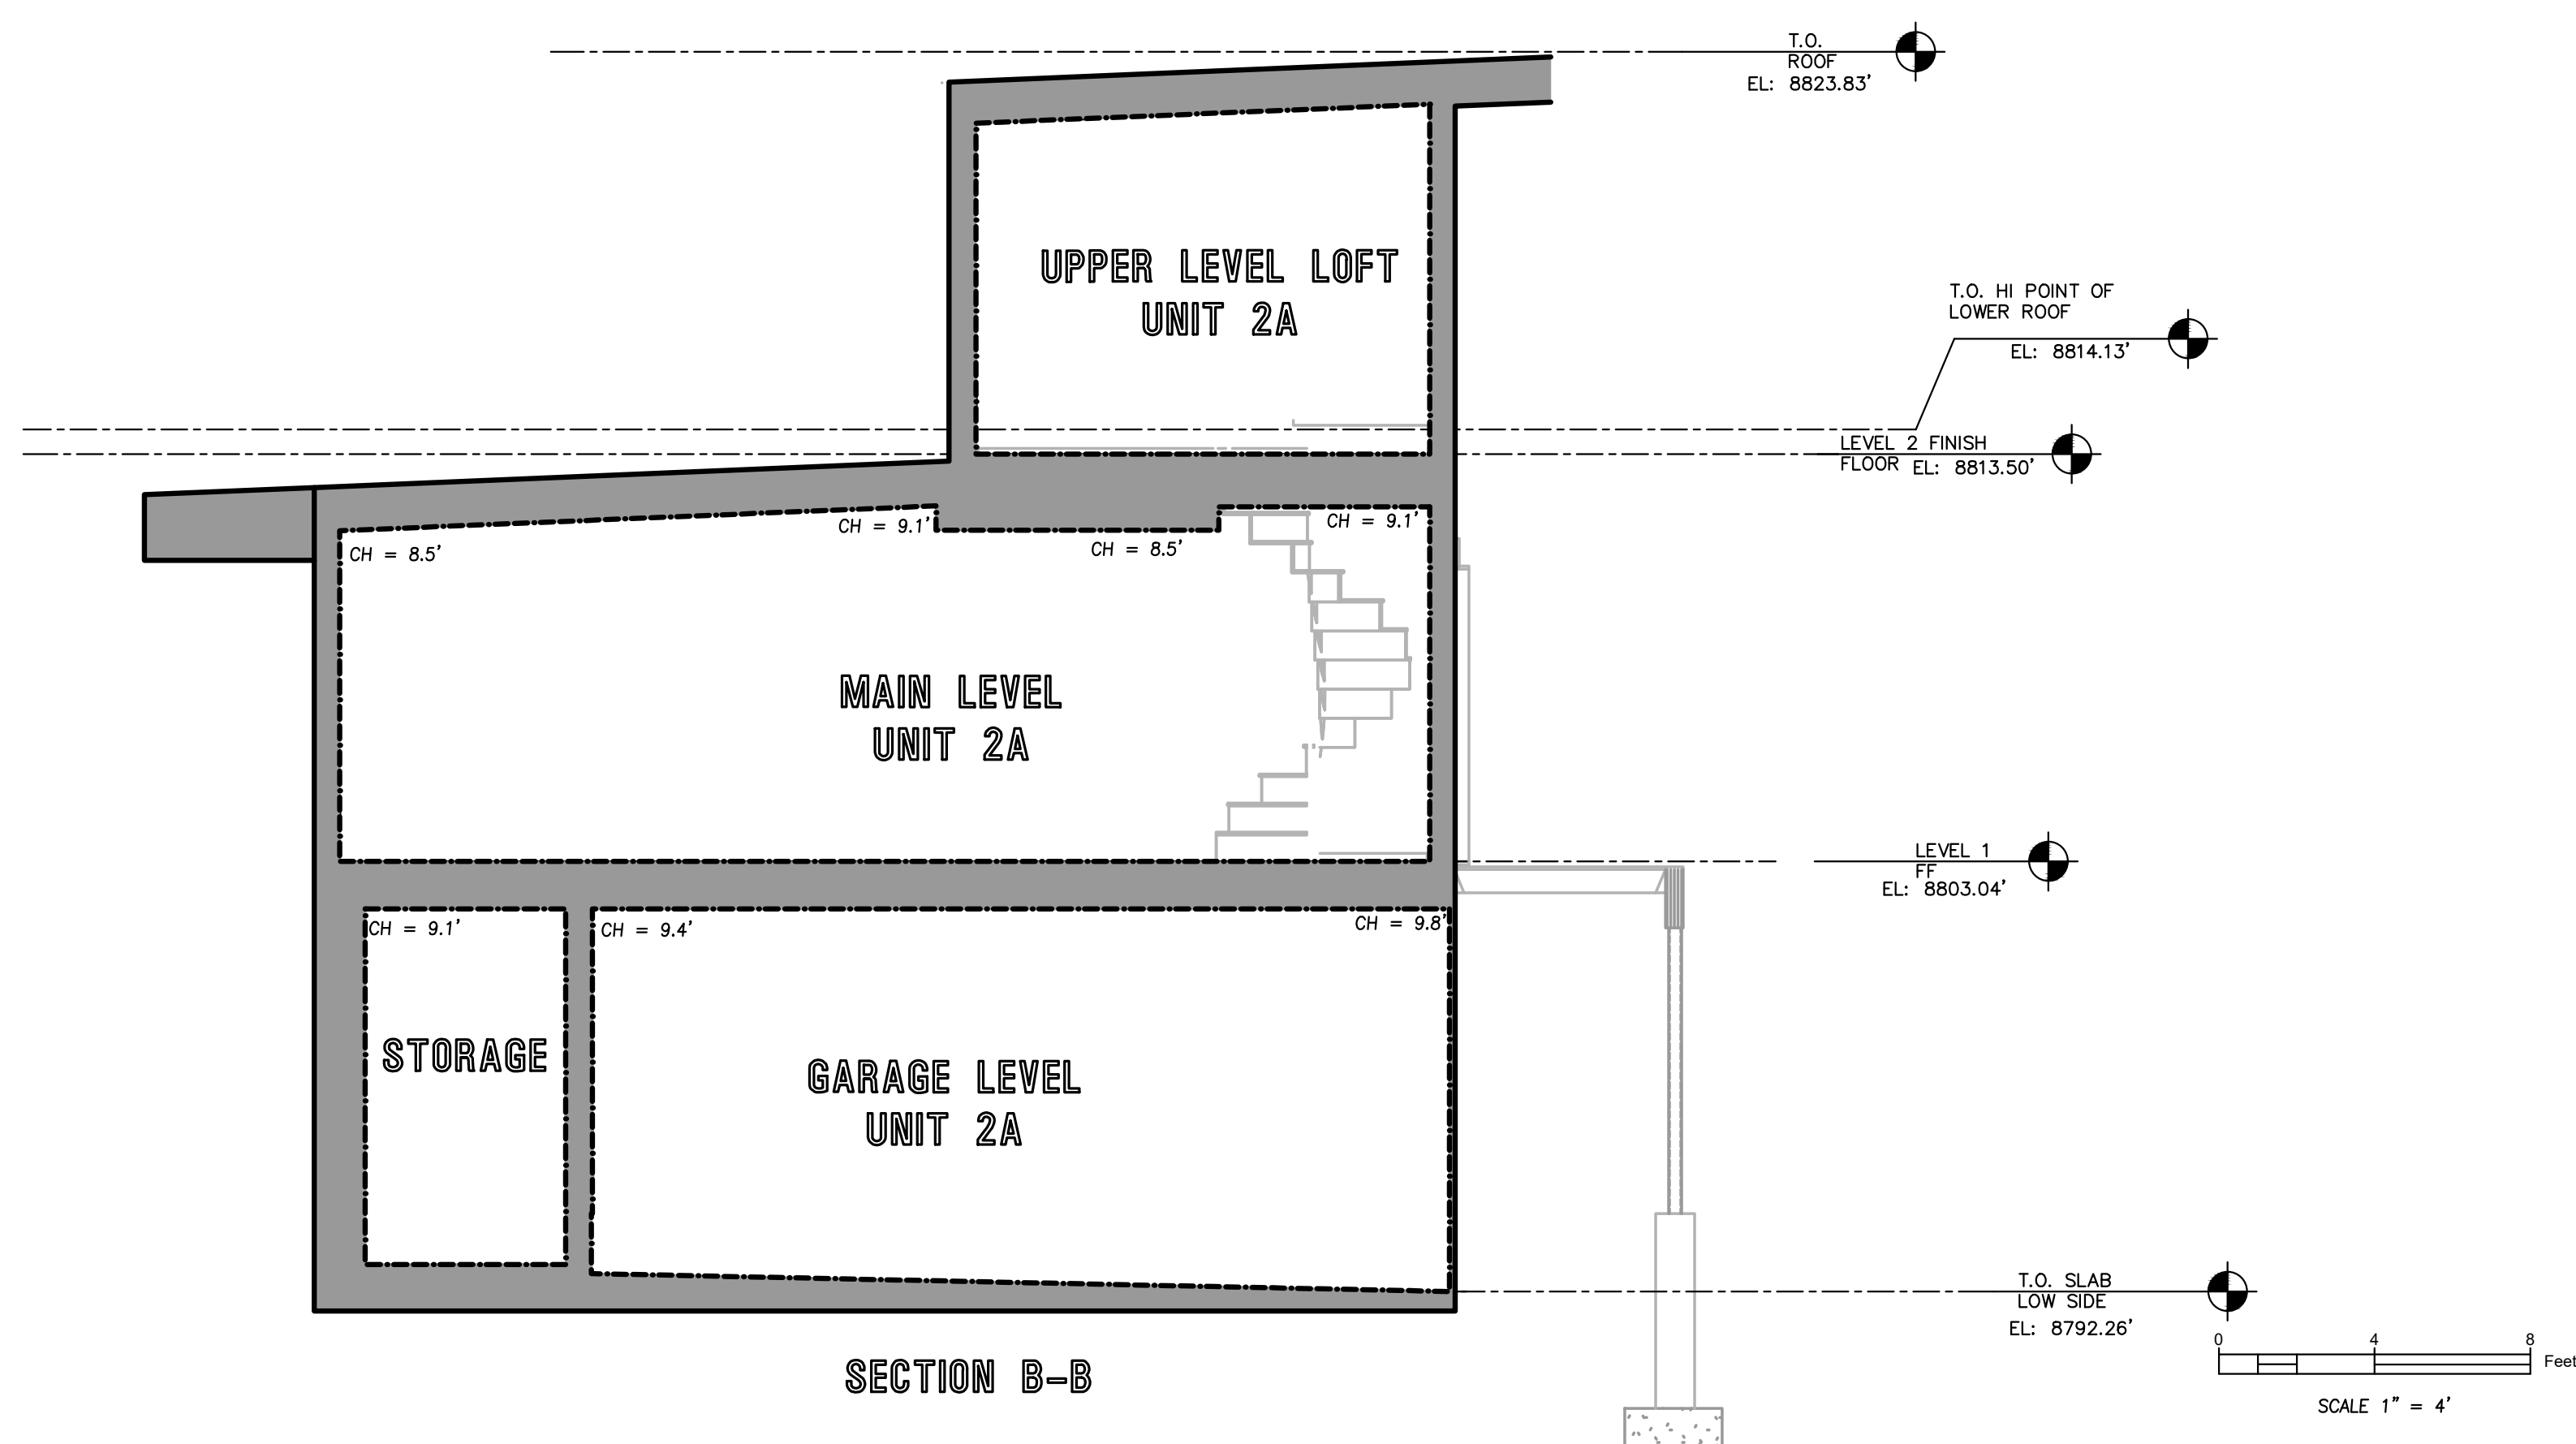 T.O.
ROOF
EL: 8823.83'
UPPER LEVEL LOFT
UNIT 2A
T.O. HI POINT OF
LOWER ROOF
EL: 8814.13'
LEVEL 2 FINISH
FLOOR EL: 8813.50'
CH = 8.5'
CH = 9.1'
CH = 8.5'
CH = 9.1'
MAIN LEVEL
UNIT 2A
LEVEL 1
FF
EL: 8803.04'
CH = 9.1'
CH = 9.4'
CH = 9.8'
STORAGE
GARAGE LEVEL
UNIT 2A
T.O. SLAB
LOW SIDE
EL: 8792.26'
0 4 8
Feet
SCALE 1" = 4'
SECTION B-B